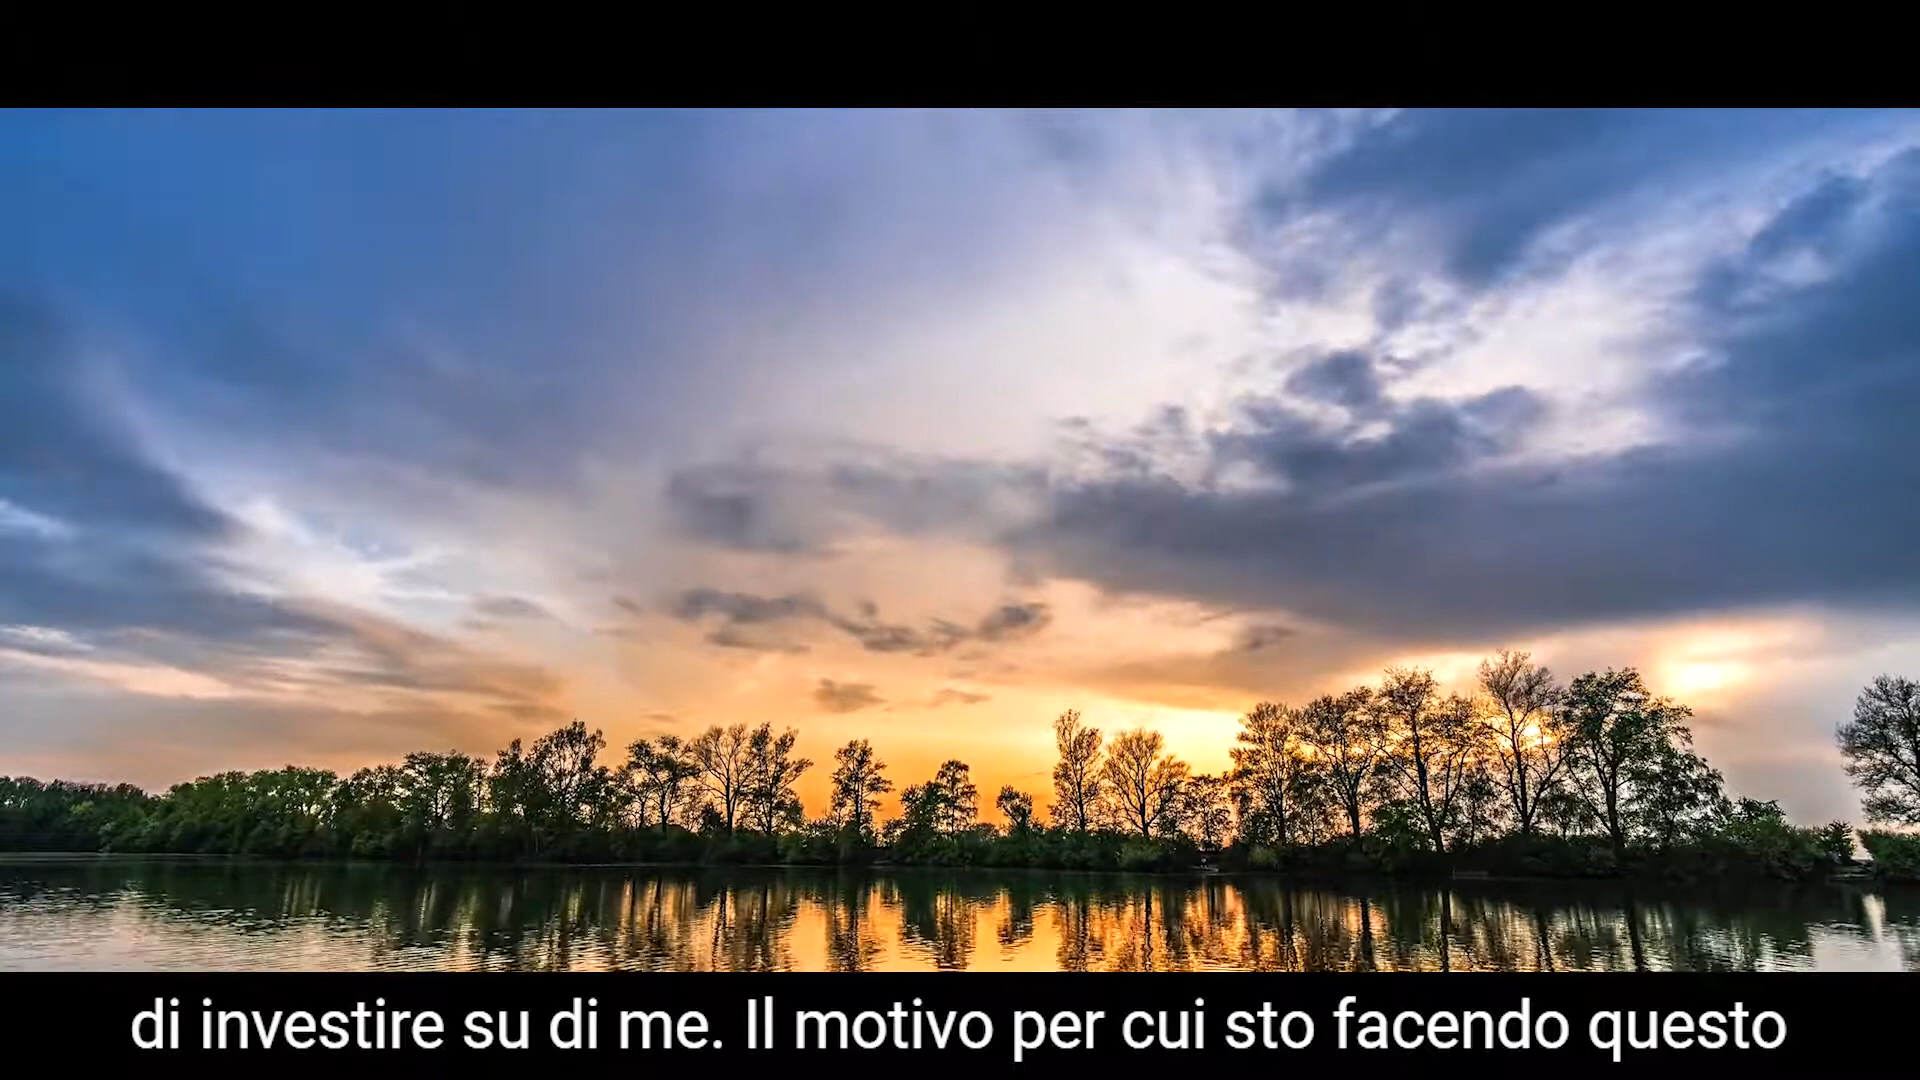 di investire su di me. Il motivo per cui sto facendo questo